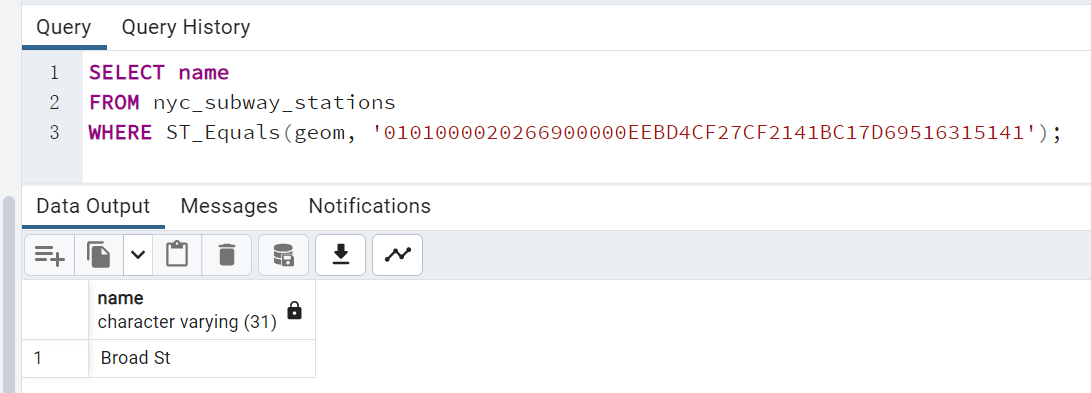 Query Query History
1 SELECT name
2 FROM nyc_subway_stations
3 WHERE ST_Equals(geom, '0101000020266900000EEBD4CF27CF2141BC17D69516315141');
Data Output Messages Notifications
name
character varying (31)
1 Broad St